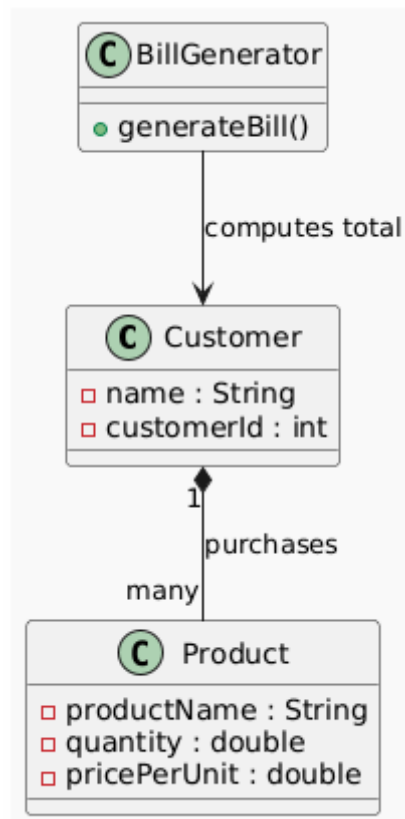 C BillGenerator
generateBill()
computes total
C Customer
name : String
customerId : int
1
purchases
many
C Product
productName : String
quantity : double
pricePerUnit : double